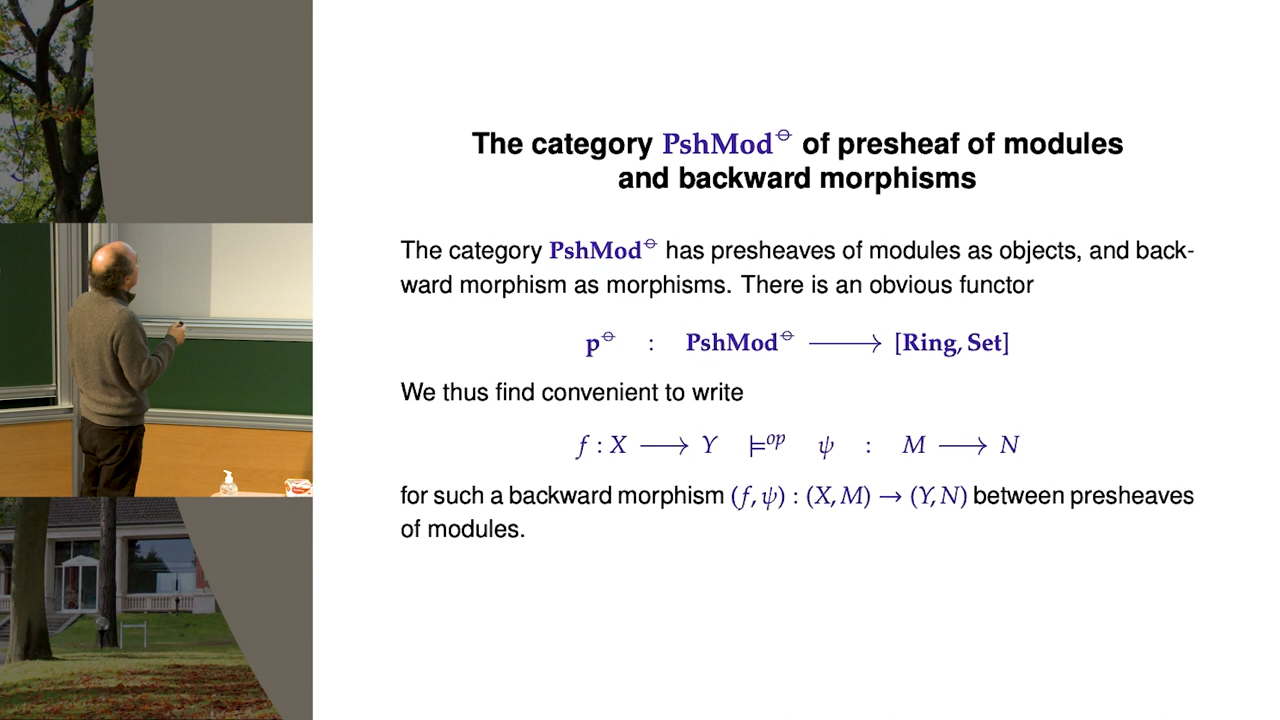 The category PshMod⊖ of presheaf of modules
and backward morphisms
The category PshMod⊖ has presheaves of modules as objects, and back-
ward morphism as morphisms. There is an obvious functor
p⊖ : PshMod⊖ ⟶ [Ring, Set]
We thus find convenient to write
f : X ⟶ Y ⊨op ψ : M ⟶ N
for such a backward morphism (f, ψ) : (X, M) → (Y, N) between presheaves
of modules.